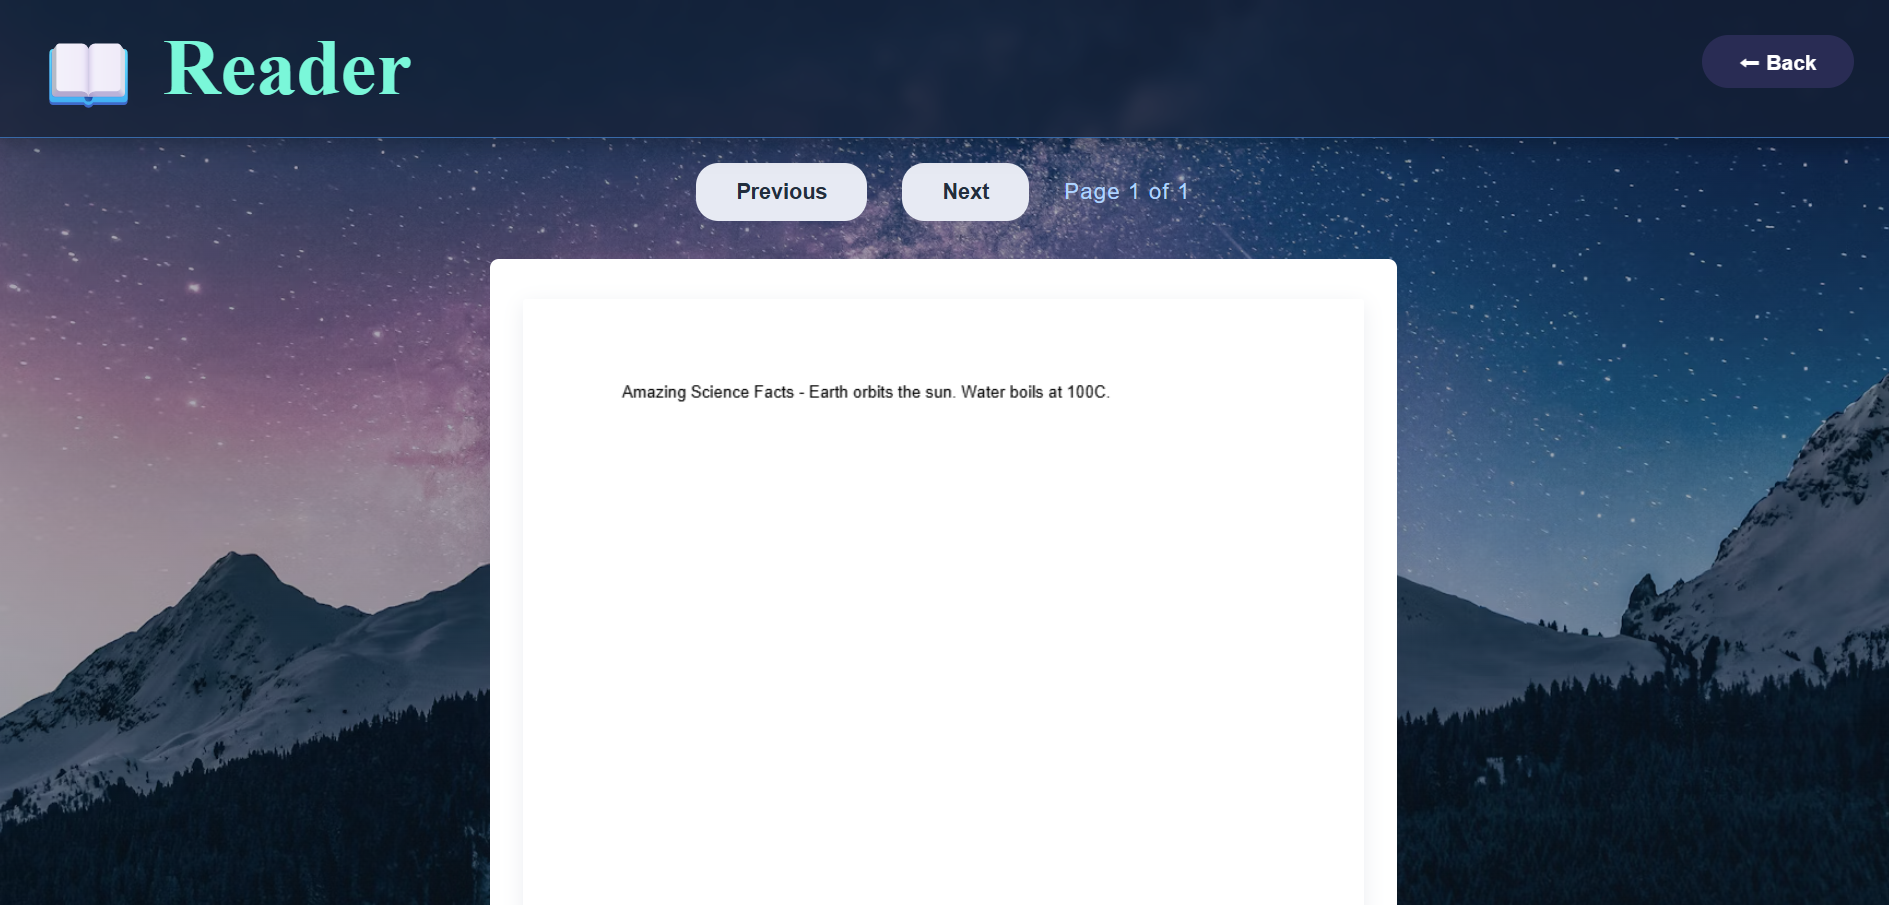 Reader
← Back
Previous
Next
Page 1 of 1
Amazing Science Facts - Earth orbits the sun. Water boils at 100C.